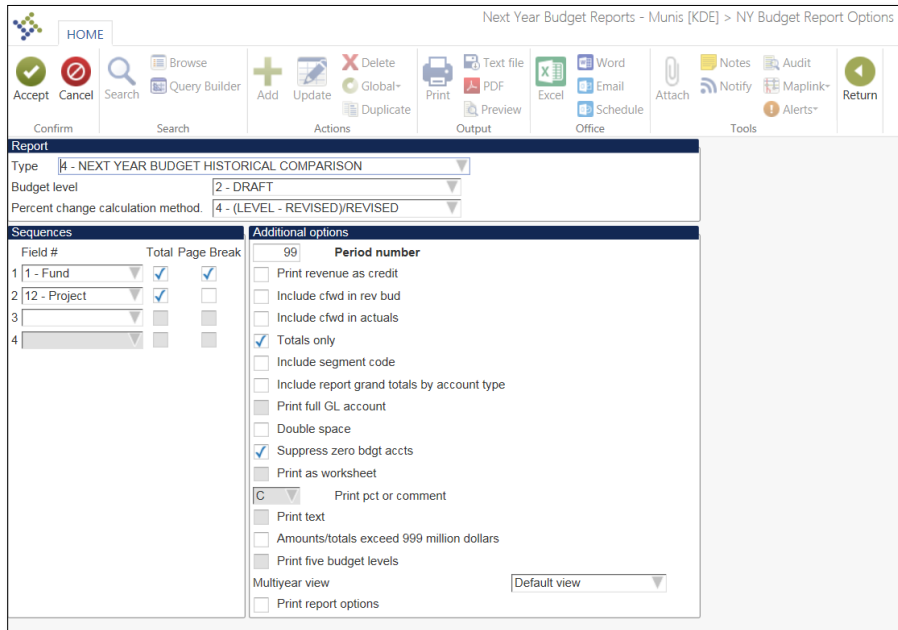 Next Year Budget Reports - Munis [KDE] > NY Budget Report Options
HOME
Accept Cancel Search Browse Query Builder Add Update Delete Global Duplicate Print Text file PDF Preview Excel Word Email Schedule Attach Notes Notify Audit Maplink Alerts Return
Confirm Search Actions Output Office Tools
Report
Type 4 - NEXT YEAR BUDGET HISTORICAL COMPARISON
Budget level 2 - DRAFT
Percent change calculation method. 4 - (LEVEL - REVISED)/REVISED
Sequences
Field # Total Page Break
1 1 - Fund
2 12 - Project
3
4
Additional options
99 Period number
Print revenue as credit
Include cfwd in rev bud
Include cfwd in actuals
Totals only
Include segment code
Include report grand totals by account type
Print full GL account
Double space
Suppress zero bdgt accts
Print as worksheet
C Print pct or comment
Print text
Amounts/totals exceed 999 million dollars
Print five budget levels
Multiyear view Default view
Print report options